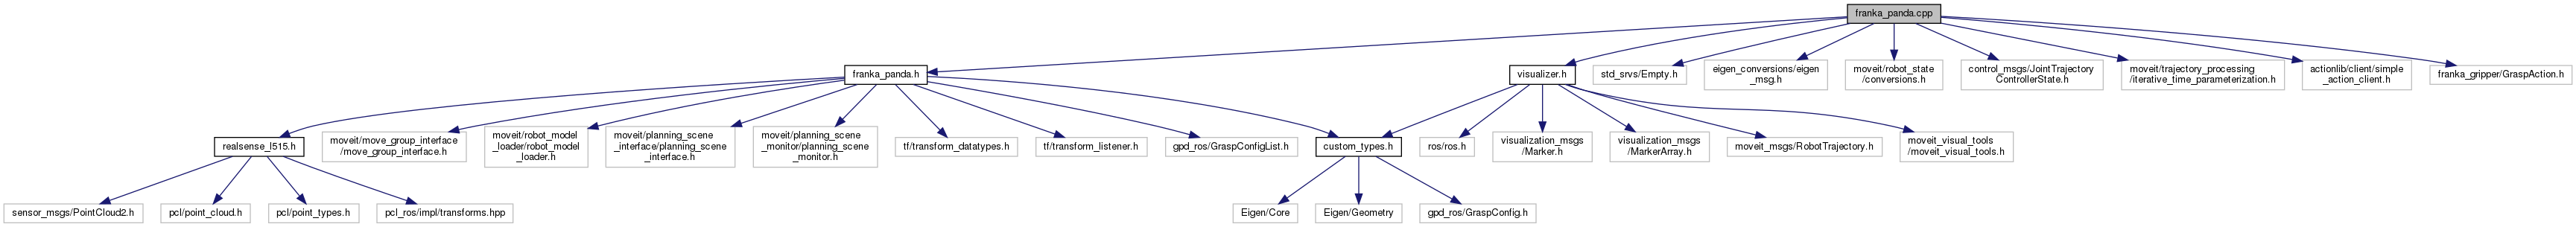 franka_panda.cpp
franka_panda.h
visualizer.h
std_srvs/Empty.h
eigen_conversions/eigen
_msg.h
moveit/robot_state
/conversions.h
control_msgs/JointTrajectory
ControllerState.h
moveit/trajectory_processing
/iterative_time_parameterization.h
actionlib/client/simple
_action_client.h
franka_gripper/GraspAction.h
realsense_l515.h
moveit/move_group_interface
/move_group_interface.h
moveit/robot_model
_loader/robot_model
_loader.h
moveit/planning_scene
_interface/planning_scene
_interface.h
moveit/planning_scene
_monitor/planning_scene
_monitor.h
tf/transform_datatypes.h
tf/transform_listener.h
gpd_ros/GraspConfigList.h
custom_types.h
ros/ros.h
visualization_msgs
/Marker.h
visualization_msgs
/MarkerArray.h
moveit_msgs/RobotTrajectory.h
moveit_visual_tools
/moveit_visual_tools.h
sensor_msgs/PointCloud2.h
pcl/point_cloud.h
pcl/point_types.h
pcl_ros/impl/transforms.hpp
Eigen/Core
Eigen/Geometry
gpd_ros/GraspConfig.h